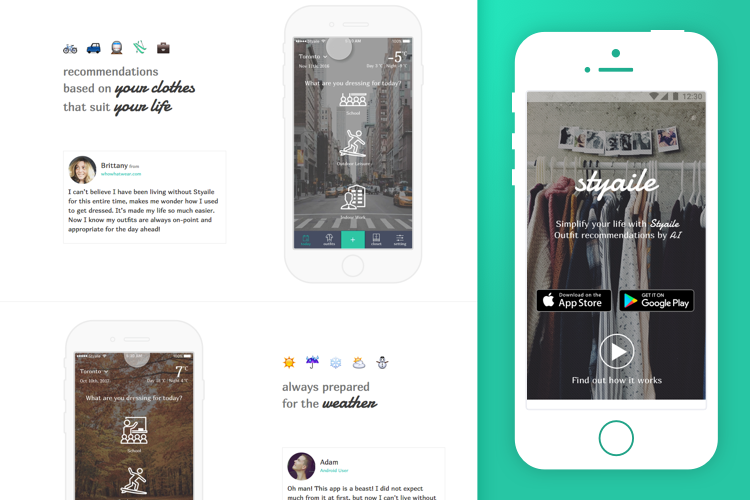 recommendations
based on your clothes
that suit your life
Brittany from
whowhatwear.com
I can't believe I have been living without Styaile
for this entire time, makes me wonder how I used
to get dressed. It's made my life so much easier.
Now I know my outfits are always on-point and
appropriate for the day ahead!
Toronto
-5°
What are you dressing for today?
School
Outdoor Leisure
Indoor Work
always prepared
for the weather
Adam
Android User
Oh man! This app is a beast! I did not expect
much from it at first, but now I can't live without
Toronto
7°
Oct 10th, 2017
What are you dressing for today?
School
12:30
styaile
Simplify your life with Styaile
Outfit recommendations by AI
Download on the
App Store
GET IT ON
Google Play
Find out how it works